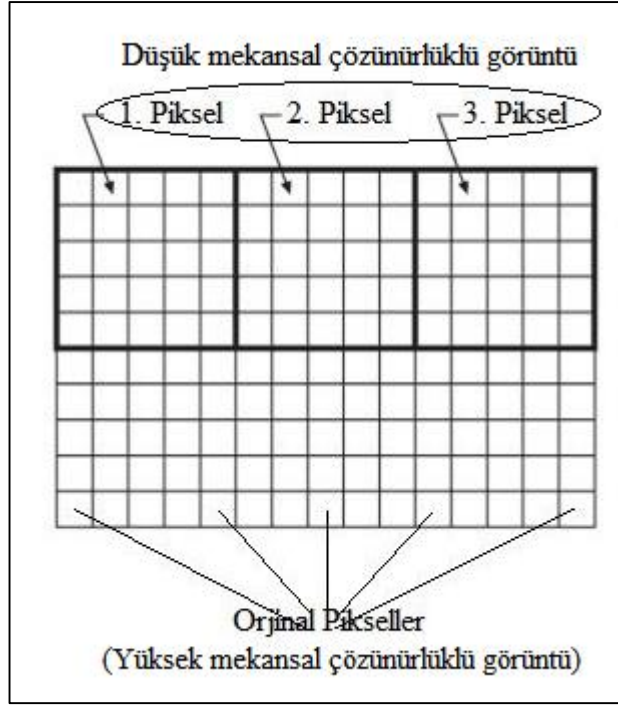 Düşük mekansal çözünürlüklü görüntü
1. Piksel 2. Piksel 3. Piksel
Orjinal Pikseller
(Yüksek mekansal çözünürlüklü görüntü)